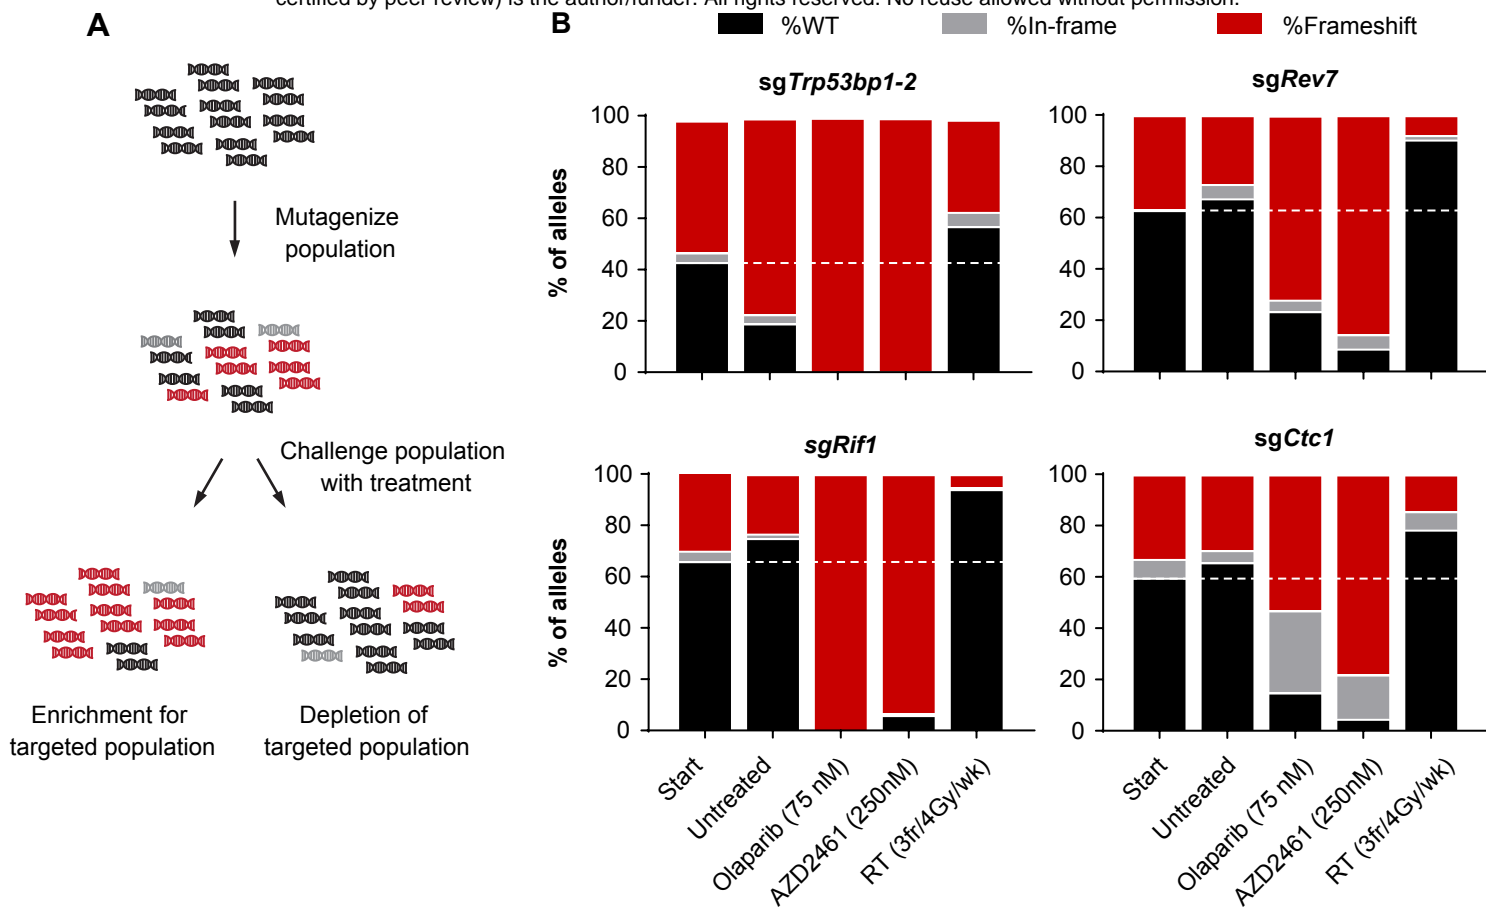 certified by peer review) is the author/funder. All rights reserved. No reuse allowed without permission.
A
Mutagenize
population
Challenge population
with treatment
Enrichment for
targeted population
Depletion of
targeted population
B
%WT
%In-frame
%Frameshift
sgTrp53bp1-2
% of alleles
100
80
60
40
20
0
sgRev7
100
80
60
40
20
0
sgRif1
% of alleles
100
80
60
40
20
0
Start
Untreated
Olaparib (75 nM)
AZD2461 (250nM)
RT (3fr/4Gy/wk)
sgCtc1
100
80
60
40
20
0
Start
Untreated
Olaparib (75 nM)
AZD2461 (250nM)
RT (3fr/4Gy/wk)